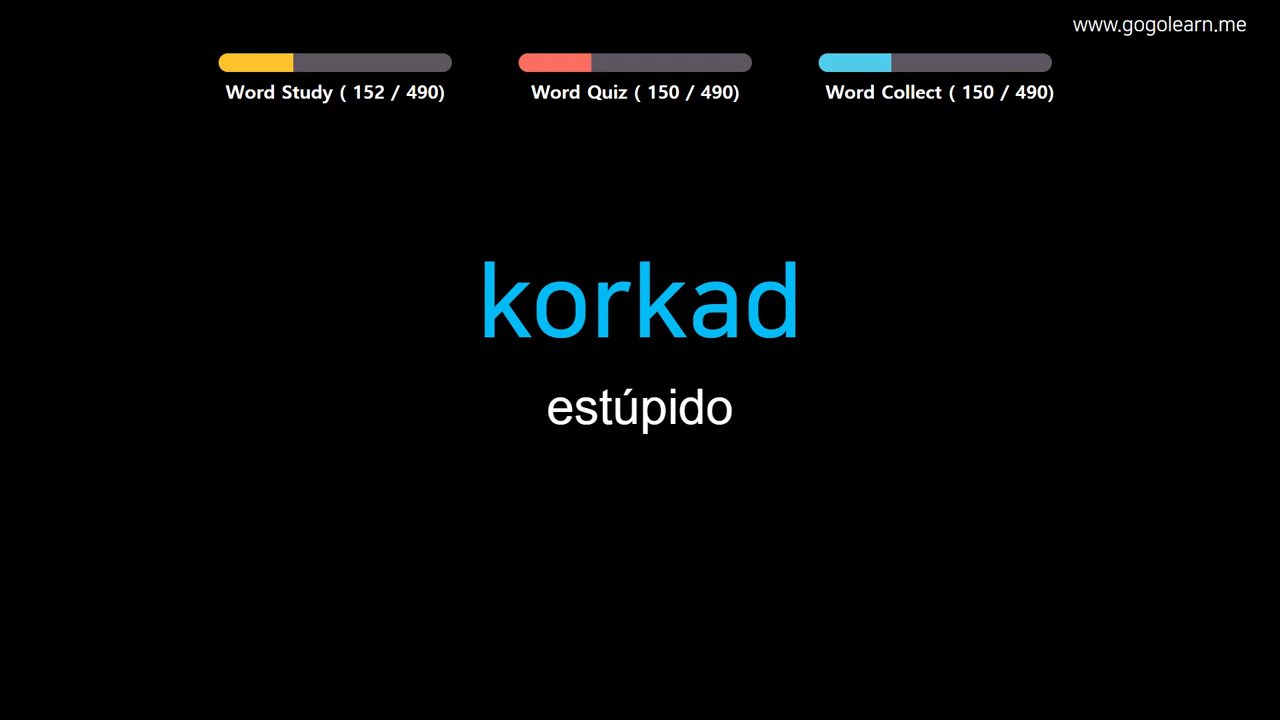 www.gogolearn.me
Word Study ( 152 / 490)
Word Quiz ( 150 / 490)
Word Collect ( 150 / 490)
korkad
estúpido